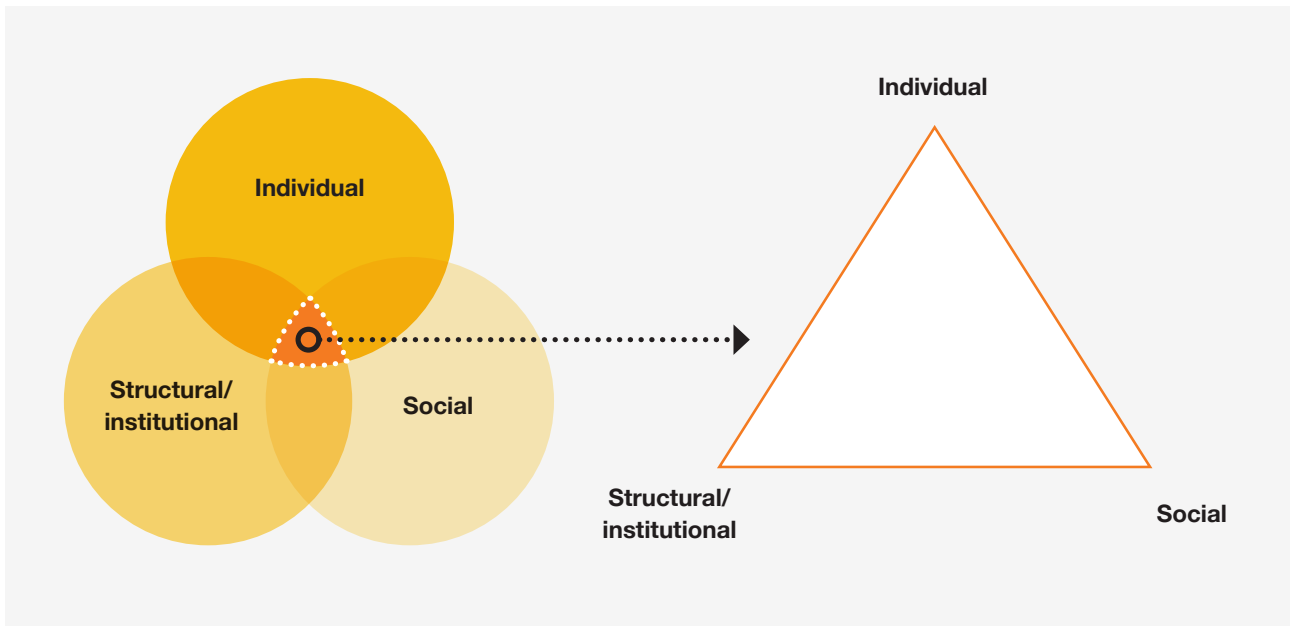 Individual
Structural/
institutional
Social
Individual
Structural/
institutional
Social